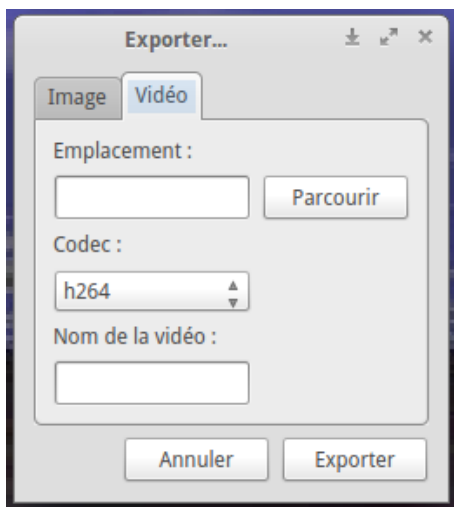 Exporter...
Image Vidéo
Emplacement :
Parcourir
Codec :
h264
Nom de la vidéo :
Annuler Exporter